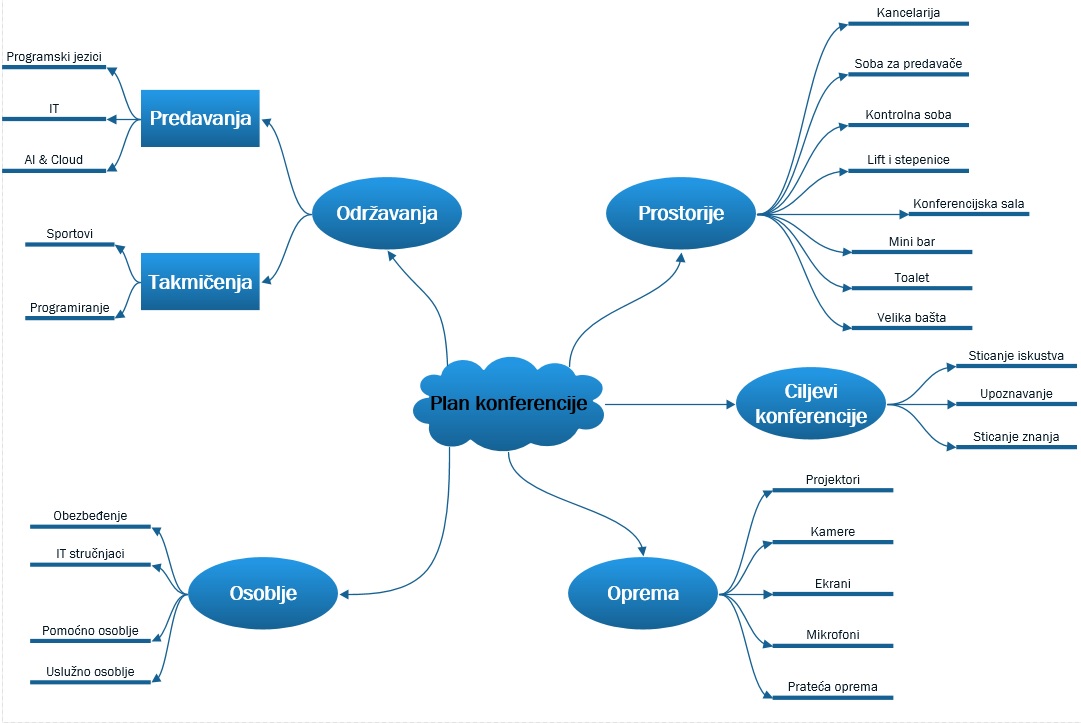 Kancelarija
Soba za predavače
Kontrolna soba
Lift i stepenice
Konferencijska sala
Mini bar
Toalet
Velika bašta
Prostorije
Programski jezici
IT
AI & Cloud
Predavanja
Održavanja
Sportovi
Programiranje
Takmičenja
Plan konferencije
Ciljevi
konferencije
Sticanje iskustva
Upoznavanje
Sticanje znanja
Obezbeđenje
IT stručnjaci
Pomoćno osoblje
Uslužno osoblje
Osoblje
Oprema
Projektori
Kamere
Ekrani
Mikrofoni
Prateća oprema